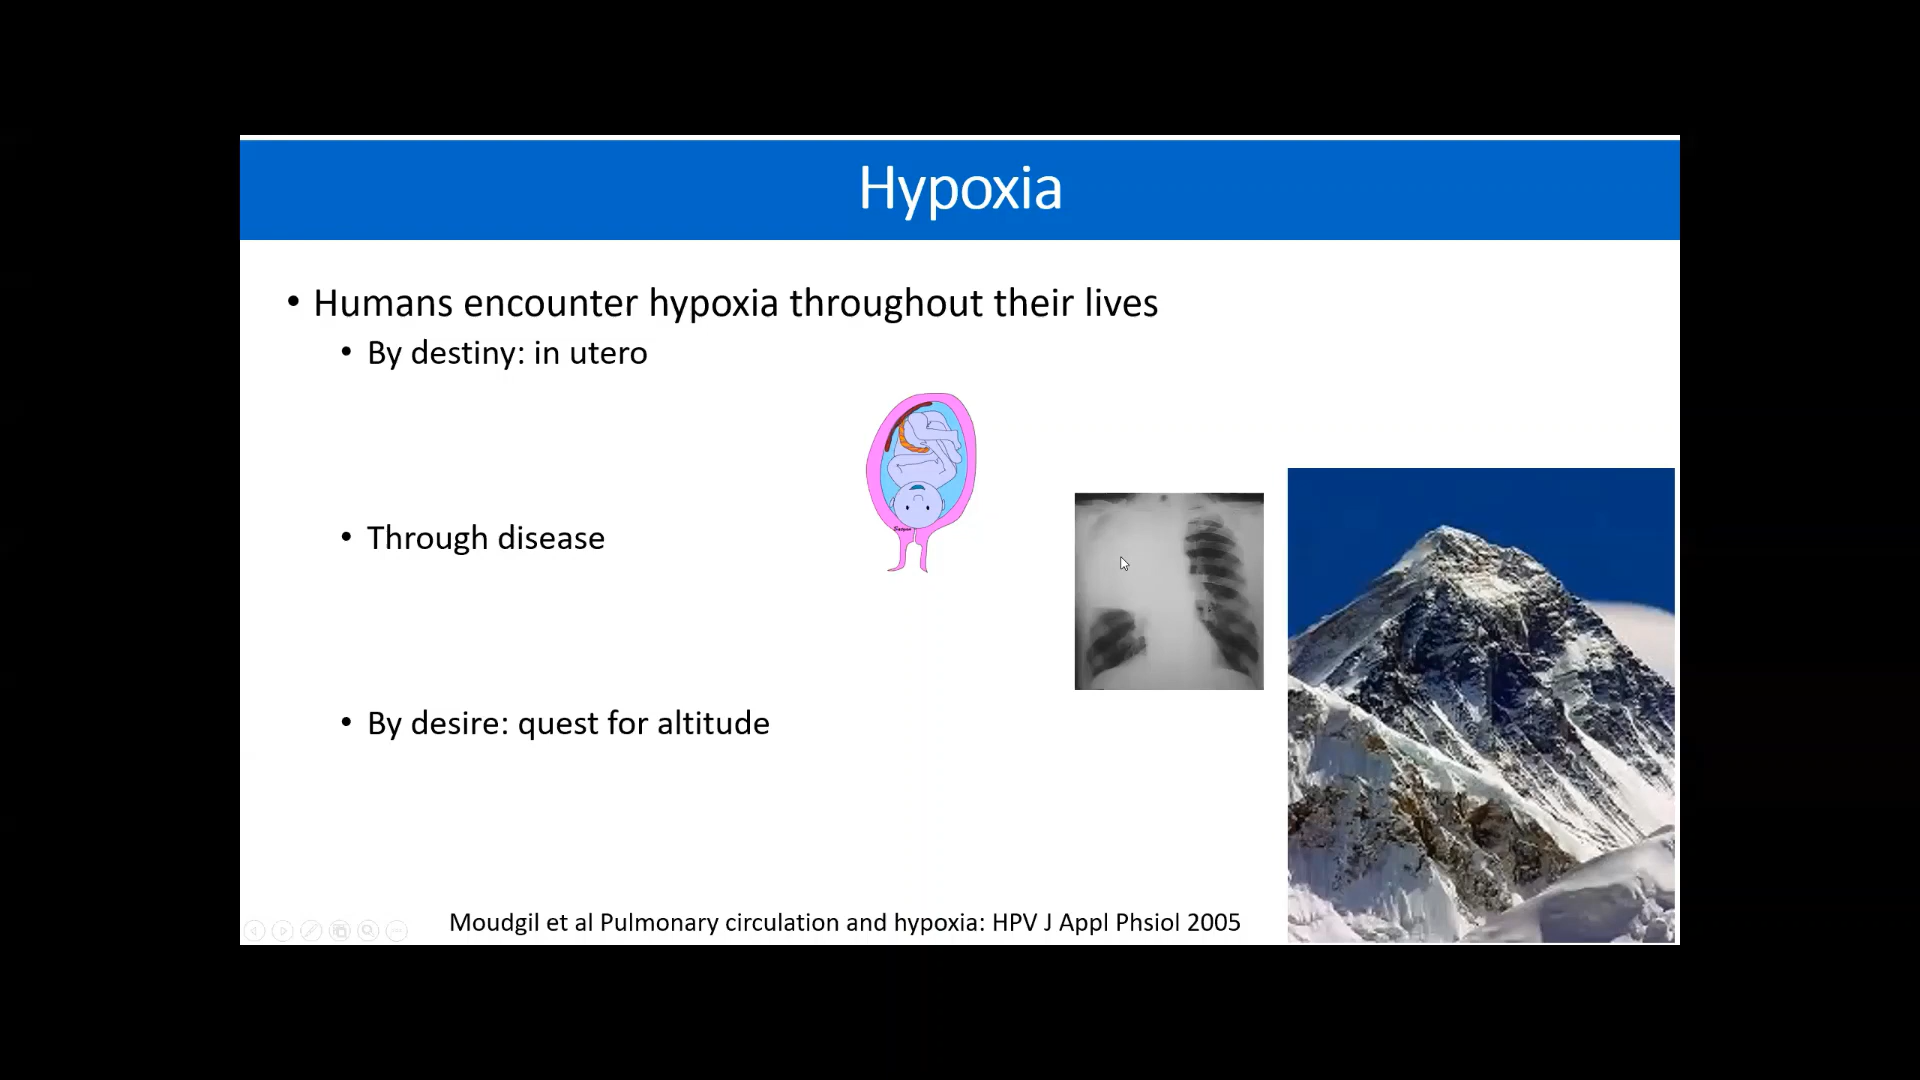 Hypoxia
• Humans encounter hypoxia throughout their lives
• By destiny: in utero
• Through disease
• By desire: quest for altitude
Moudgil et al Pulmonary circulation and hypoxia: HPV J Appl Phsiol 2005